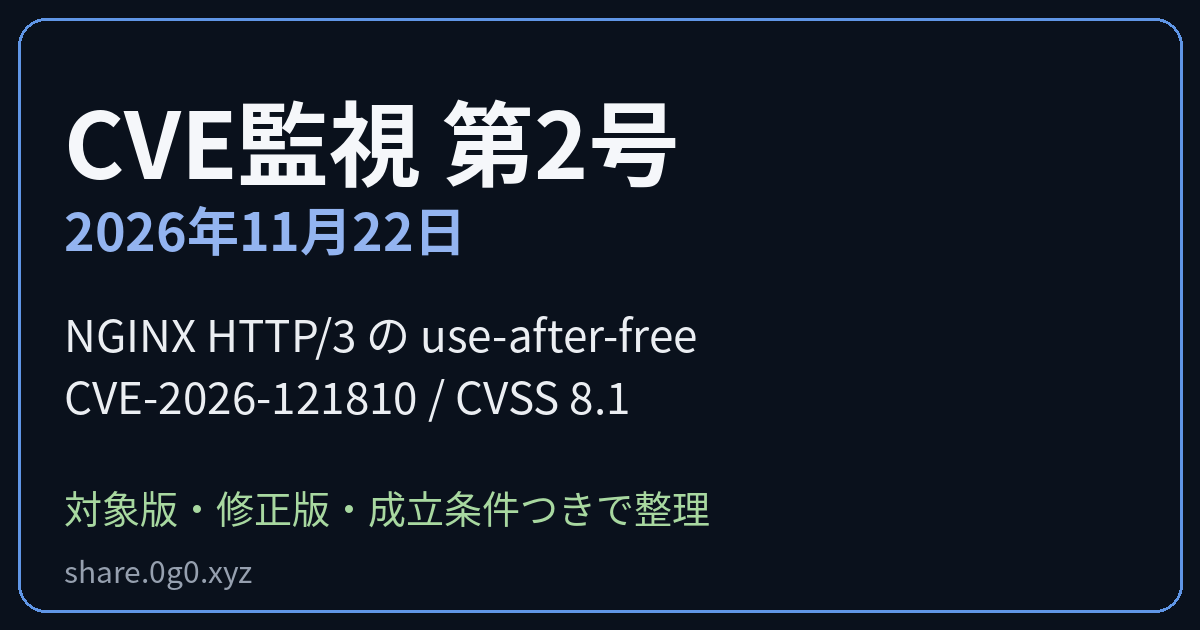 CVE監視 第2号
2026年11月22日
NGINX HTTP/3 の use-after-free
CVE-2026-121810 / CVSS 8.1
対象版・修正版・成立条件つきで整理
share.0g0.xyz